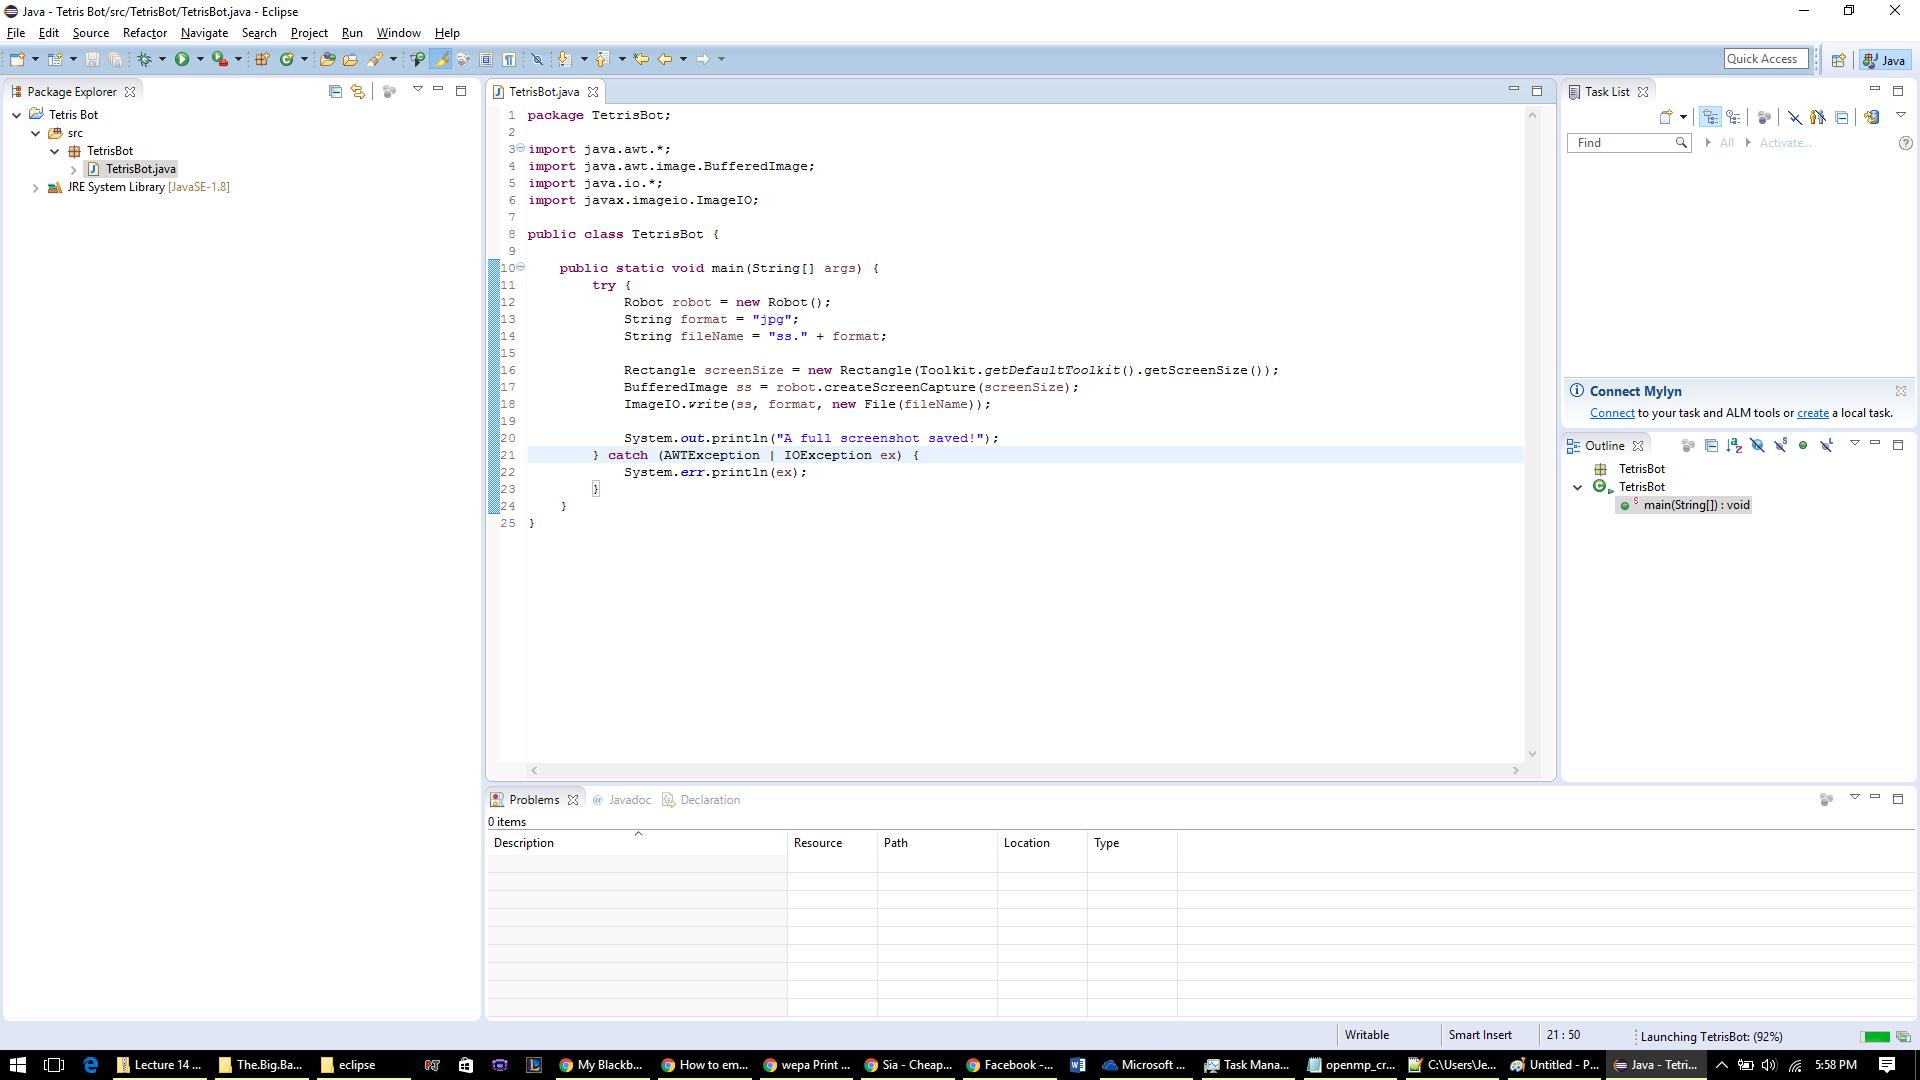 Java - Tetris Bot/src/TetrisBot/TetrisBot.java - Eclipse
File Edit Source Refactor Navigate Search Project Run Window Help
Quick Access
Java
Package Explorer
Tetris Bot
src
TetrisBot
TetrisBot.java
JRE System Library [JavaSE-1.8]
TetrisBot.java
1 package TetrisBot;
2
3 import java.awt.*;
4 import java.awt.image.BufferedImage;
5 import java.io.*;
6 import javax.imageio.ImageIO;
7
8 public class TetrisBot {
9
10 public static void main(String[] args) {
11 try {
12 Robot robot = new Robot();
13 String format = "jpg";
14 String fileName = "ss." + format;
15
16 Rectangle screenSize = new Rectangle(Toolkit.getDefaultToolkit().getScreenSize());
17 BufferedImage ss = robot.createScreenCapture(screenSize);
18 ImageIO.write(ss, format, new File(fileName));
19
20 System.out.println("A full screenshot saved!");
21 } catch (AWTException | IOException ex) {
22 System.err.println(ex);
23 }
24 }
25 }
Task List
Find
All
Activate...
Connect Mylyn
Connect to your task and ALM tools or create a local task.
Outline
TetrisBot
TetrisBot
main(String[]) : void
Problems Javadoc Declaration
0 items
Description Resource Path Location Type
Writable Smart Insert 21 : 50 Launching TetrisBot: (92%)
Lecture 14 ... The.Big.Ba... eclipse My Blackb... How to em... wepa Print ... Sia - Cheap... Facebook -... Microsoft ... Task Mana... openmp_cr... C:\Users\Je... Untitled - P... Java - Tetri... 5:58 PM